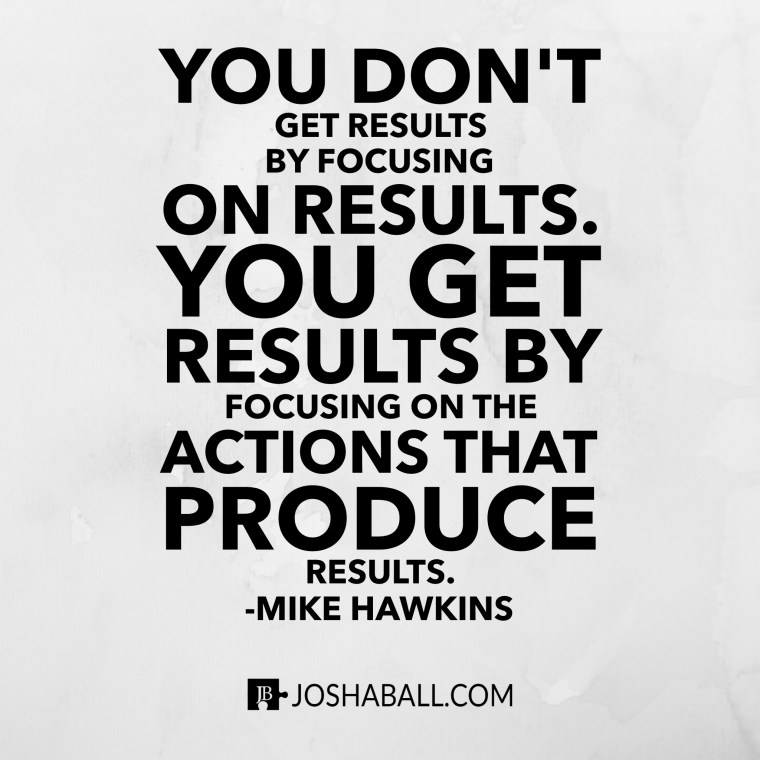 YOU DON'T
GET RESULTS
BY FOCUSING
ON RESULTS.
YOU GET
RESULTS BY
FOCUSING ON THE
ACTIONS THAT
PRODUCE
RESULTS.
-MIKE HAWKINS
JB JOSHABALL.COM